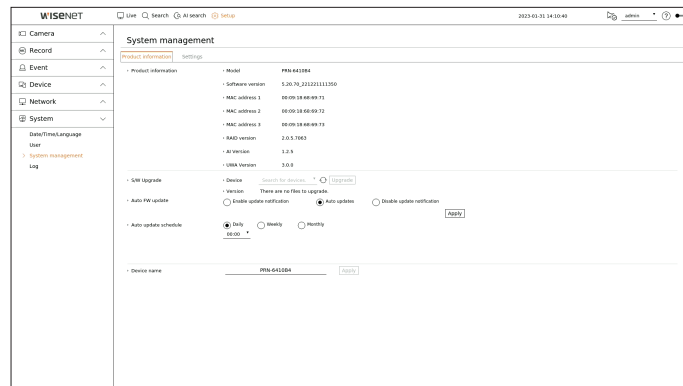 WISENET
Live Search AI search Setup
2023-01-31 14:10:40
admin
?
Camera
Record
Event
Device
Network
System
Date/Time/Language
User
> System management
Log
System management
Product information Settings
Product information
Model PRN-6410B4
Software version 5.20.70_221221111350
MAC address 1 00:09:18:68:69:71
MAC address 2 00:09:18:68:69:72
MAC address 3 00:09:18:68:69:73
RAID version 2.0.5.7063
AI Version 1.2.5
UWA Version 3.0.0
S/W Upgrade
Device Search for devices Upgrade
Version There are no files to upgrade.
Auto FW update
Enable update notification Auto updates Disable update notification
Apply
Auto update schedule
Daily Weekly Monthly
00:00
Device name PRN-6410B4 Apply